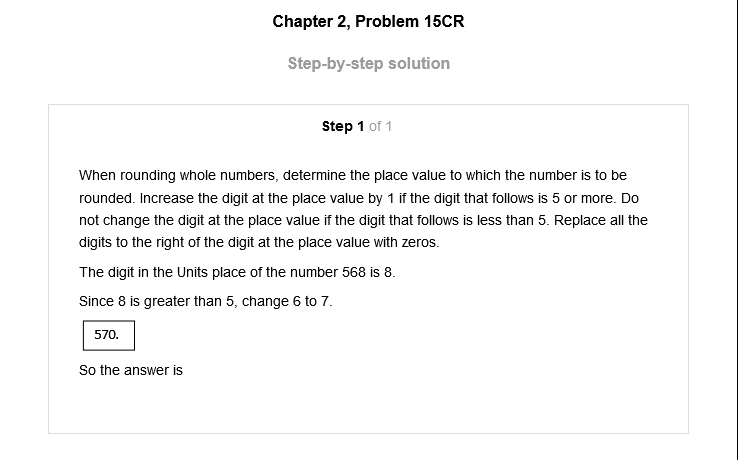 Chapter 2, Problem 15CR
Step-by-step solution
Step 1 of 1
When rounding whole numbers, determine the place value to which the number is to be
rounded. Increase the digit at the place value by 1 if the digit that follows is 5 or more. Do
not change the digit at the place value if the digit that follows is less than 5. Replace all the
digits to the right of the digit at the place value with zeros.
The digit in the Units place of the number 568 is 8.
Since 8 is greater than 5, change 6 to 7.
570.
So the answer is